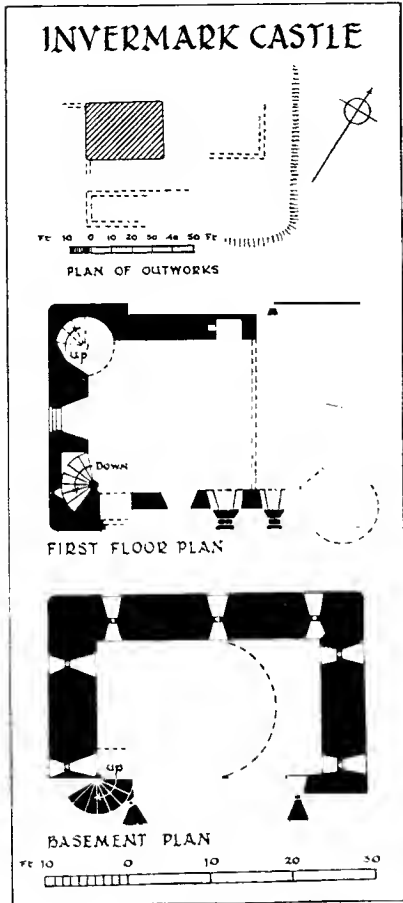 INVERMARK CASTLE
Ft 10 0 10 20 30 40 50 Ft
PLAN OF OUTWORKS
up
DOWN
FIRST FLOOR PLAN
up
BASEMENT PLAN
Ft 10 0 10 20 30